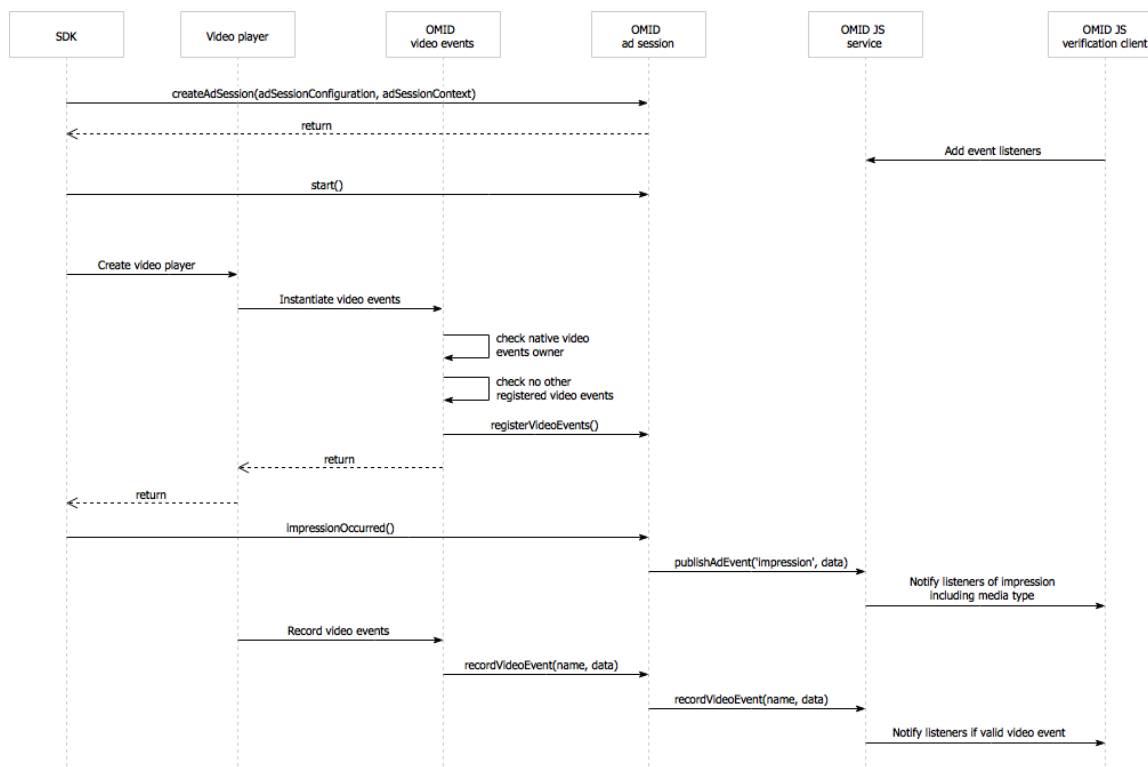 SDK
Video player
OMID
video events
OMID
ad session
OMID JS
service
OMID JS
verification client
createAdSession(adSessionConfiguration, adSessionContext)
return
Add event listeners
start()
Create video player
Instantiate video events
check native video
events owner
check no other
registered video events
registerVideoEvents()
return
return
impressionOccurred()
publishAdEvent('impression', data)
Notify listeners of impression
including media type
Record video events
recordVideoEvent(name, data)
recordVideoEvent(name, data)
Notify listeners if valid video event